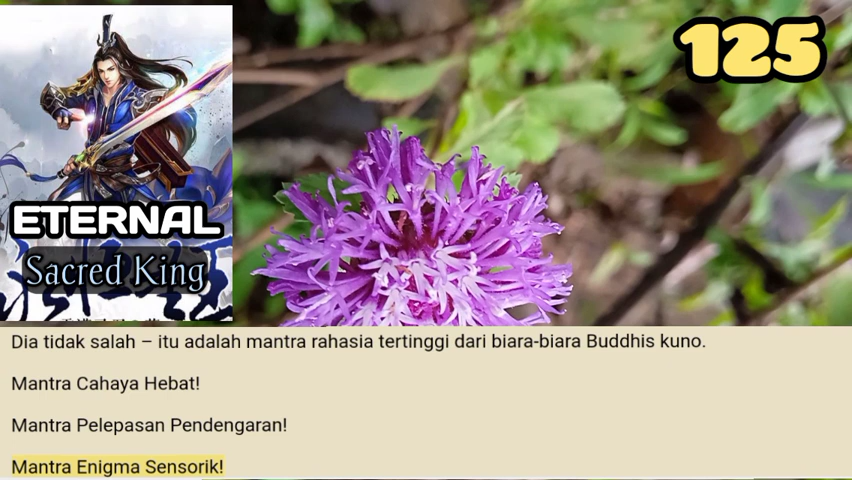 125
ETERNAL
Sacred King
Dia tidak salah – itu adalah mantra rahasia tertinggi dari biara-biara Buddhis kuno.
Mantra Cahaya Hebat!
Mantra Pelepasan Pendengaran!
Mantra Enigma Sensorik!